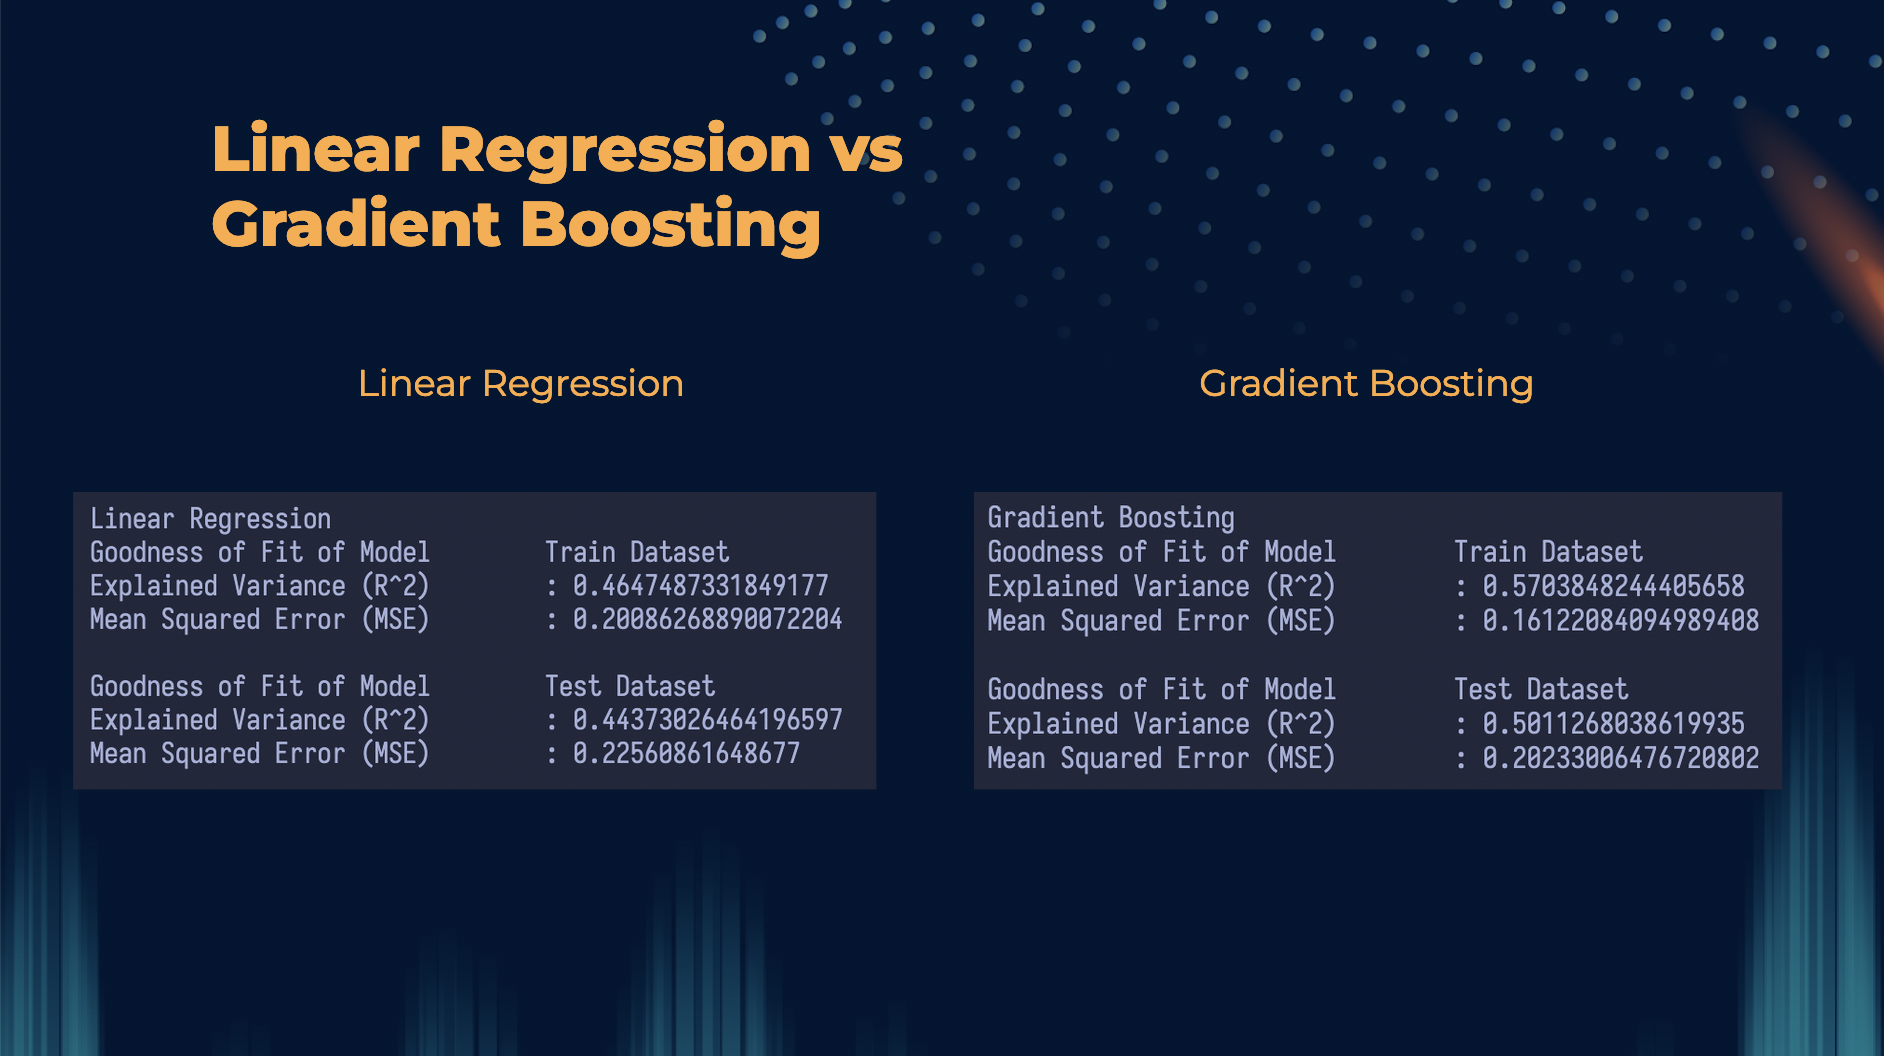 Linear Regression vs
Gradient Boosting
Linear Regression
Linear Regression
Goodness of Fit of Model Train Dataset
Explained Variance (R^2) : 0.4647487331849177
Mean Squared Error (MSE) : 0.20086268890072204
Goodness of Fit of Model Test Dataset
Explained Variance (R^2) : 0.44373026464196597
Mean Squared Error (MSE) : 0.22560861648677
Gradient Boosting
Gradient Boosting
Goodness of Fit of Model Train Dataset
Explained Variance (R^2) : 0.5703848244405658
Mean Squared Error (MSE) : 0.16122084094989408
Goodness of Fit of Model Test Dataset
Explained Variance (R^2) : 0.5011268038619935
Mean Squared Error (MSE) : 0.20233006476720802